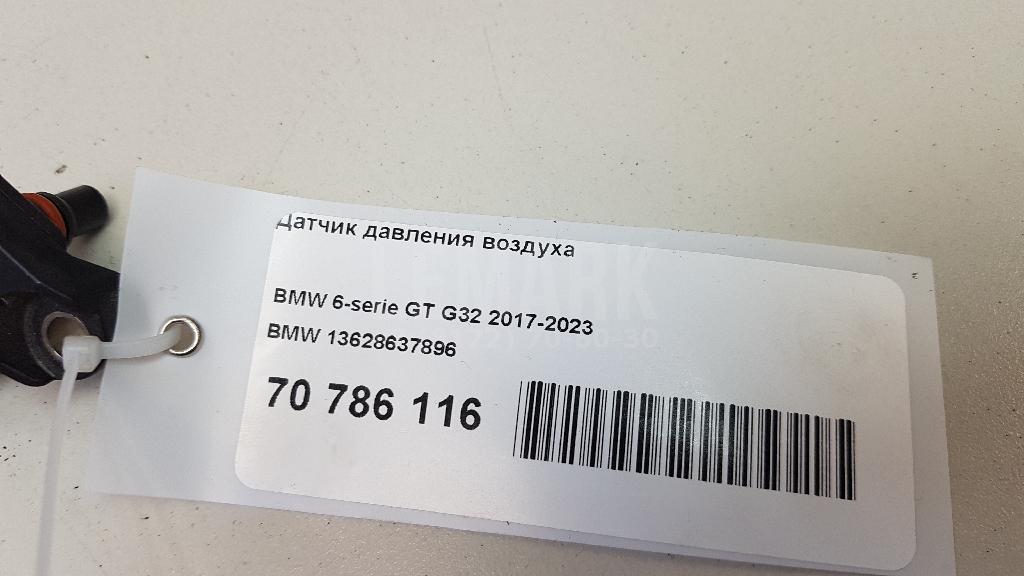 Датчик давления воздуха
BMW 6-serie GT G32 2017-2023
BMW 13628637896
70 786 116